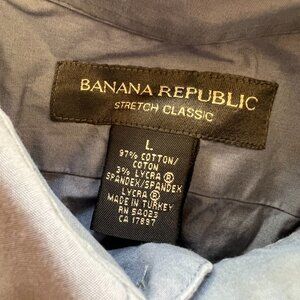 BANANA REPUBLIC
STRETCH CLASSIC
L
97% COTTON/
COTON
3% LYCRA ®
SPANDEX/SPANDEX
LYCRA ®
MADE IN TURKEY
RN 54023
CA 17897